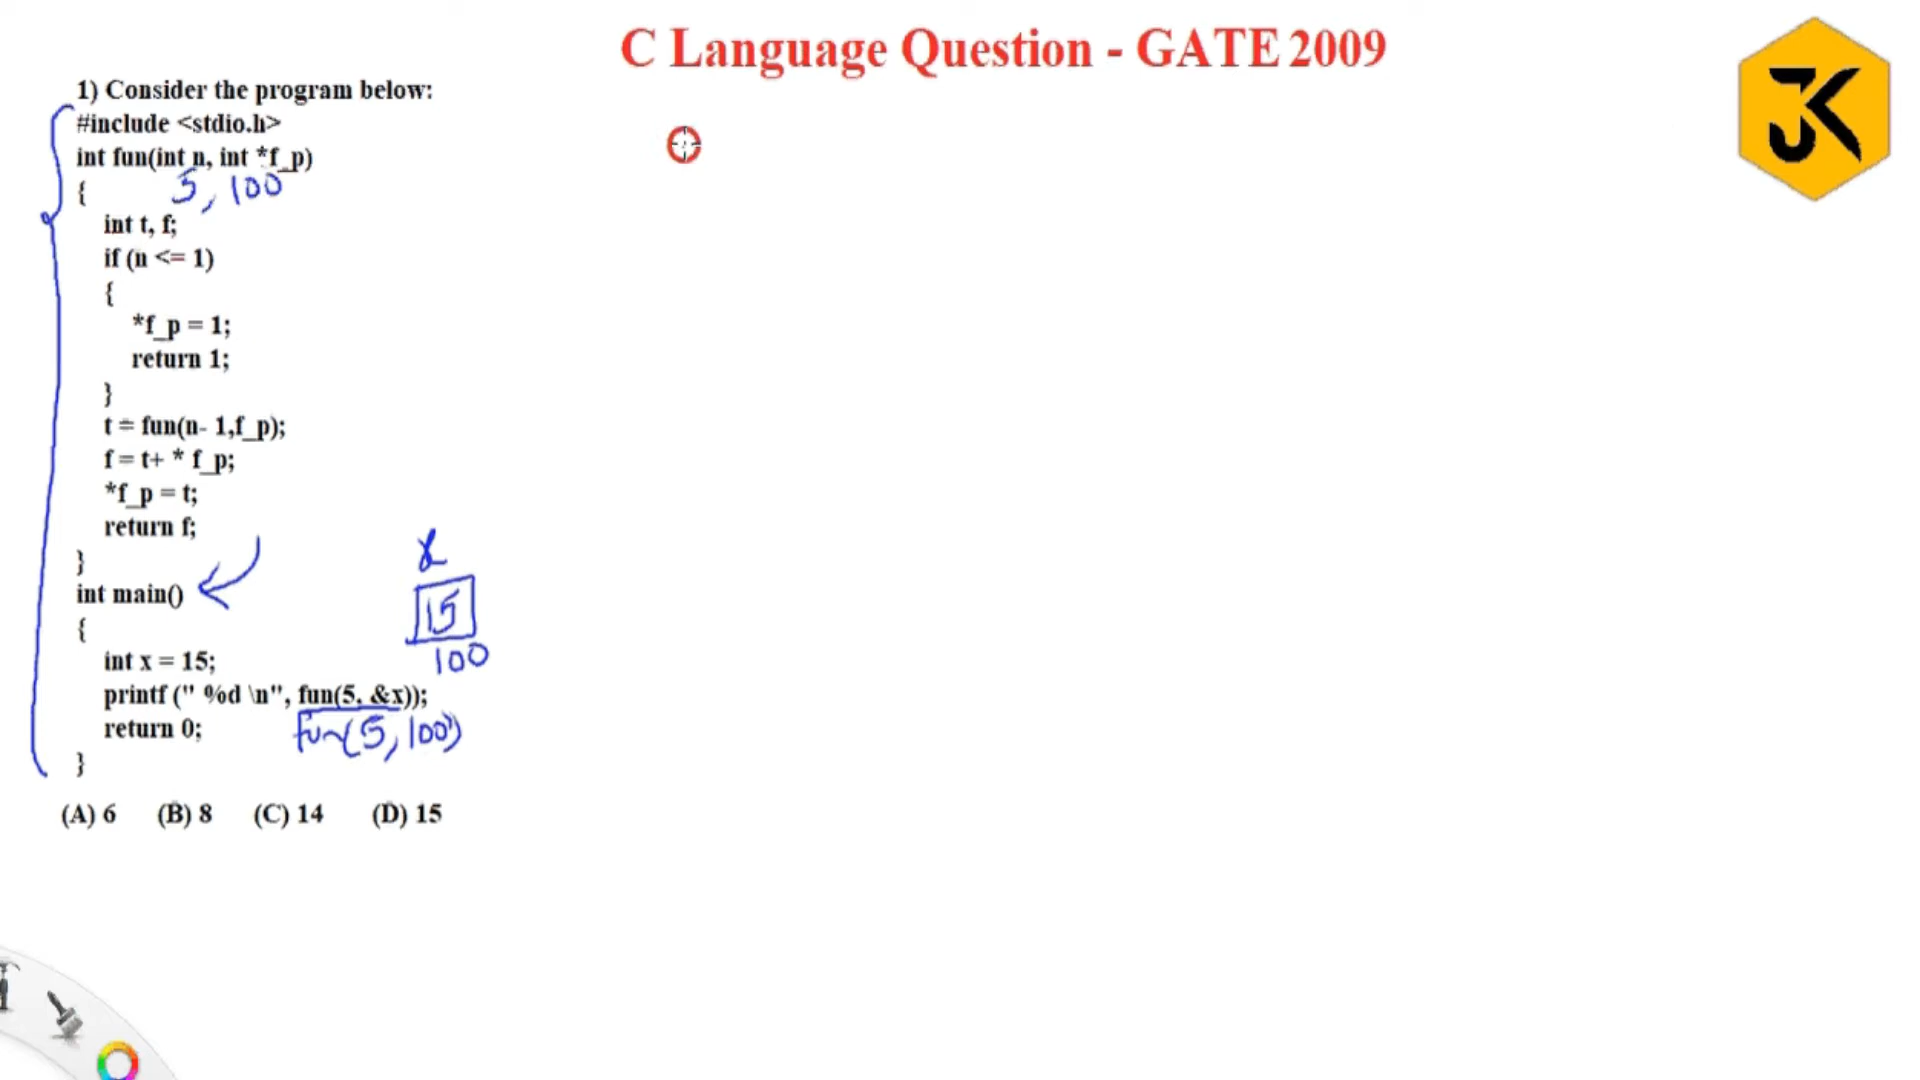 C Language Question - GATE 2009
JK
1) Consider the program below:
#include <stdio.h>
int fun(int n, int *f_p)
{
5, 100
int t, f;
if (n <= 1)
{
*f_p = 1;
return 1;
}
t = fun(n- 1,f_p);
f = t+ * f_p;
*f_p = t;
return f;
}
int main()
{
int x = 15;
printf (" %d \n", fun(5, &x));
return 0;
}
x
15
100
fun(5, 100)
(A) 6 (B) 8 (C) 14 (D) 15